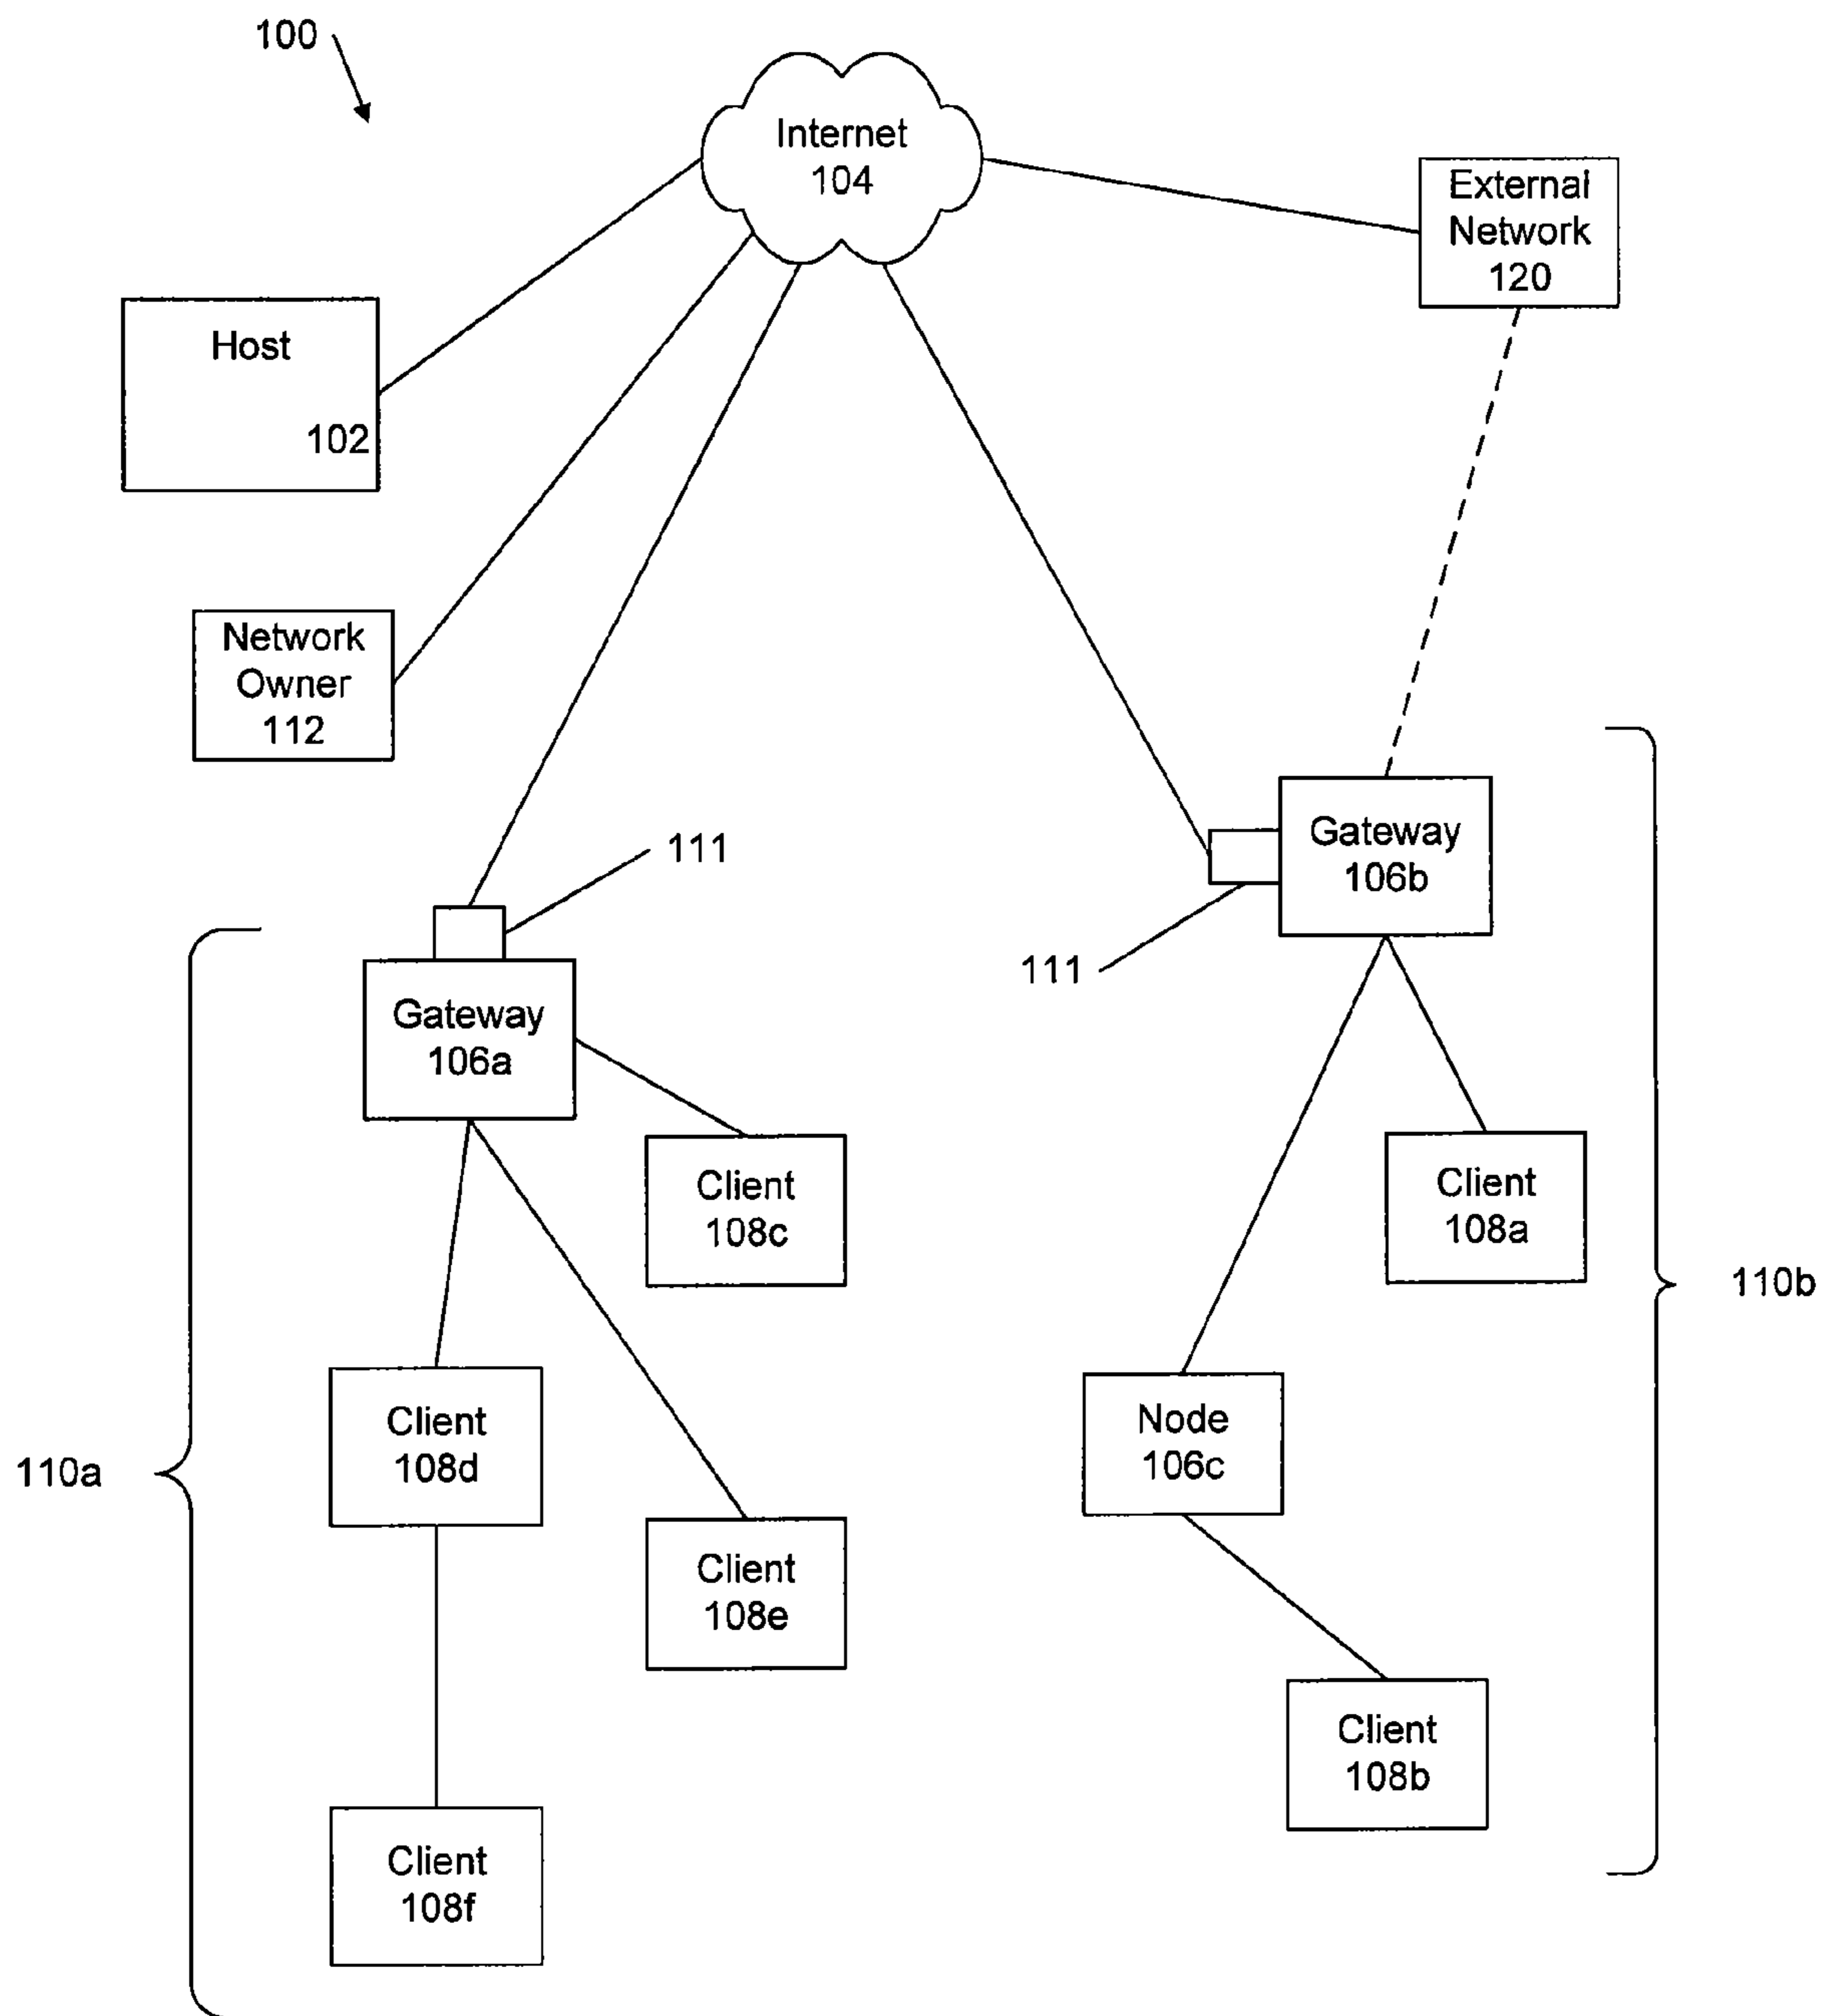 100
Internet
104
External
Network
120
Host
102
Network
Owner
112
Gateway
106b
111
111
Gateway
106a
Client
108c
Client
108a
110b
Client
108d
Node
106c
110a
Client
108e
Client
108b
Client
108f